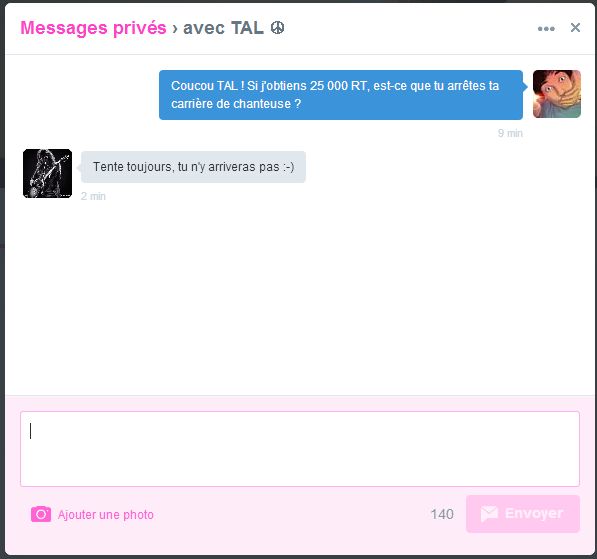 Messages privés › avec TAL ☮
Coucou TAL ! Si j'obtiens 25 000 RT, est-ce que tu arrêtes ta
carrière de chanteuse ?
9 min
Tente toujours, tu n'y arriveras pas :-)
2 min
Ajouter une photo
140
Envoyer